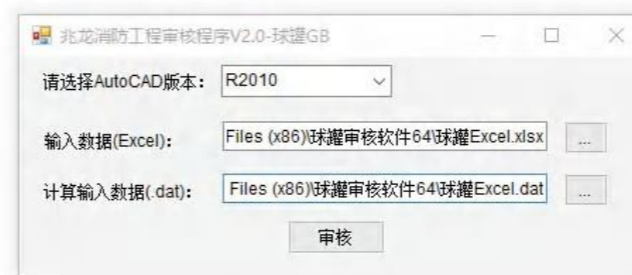 兆龙消防工程审核程序V2.0-球罐GB
请选择AutoCAD版本： R2010
输入数据(Excel)： Files (x86)\球罐审核软件64\球罐Excel.xlsx ...
计算输入数据(.dat)： Files (x86)\球罐审核软件64\球罐Excel.dat ...
审核